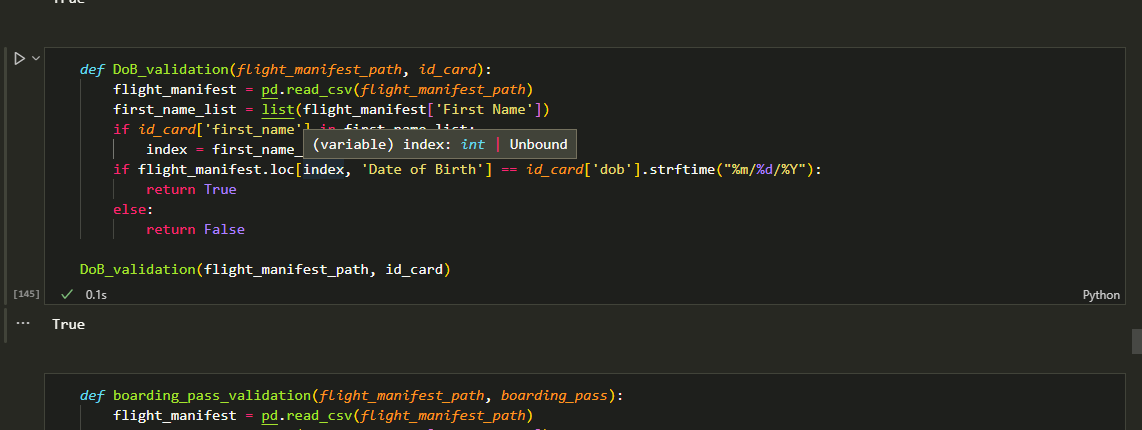 True
def DoB_validation(flight_manifest_path, id_card):
flight_manifest = pd.read_csv(flight_manifest_path)
first_name_list = list(flight_manifest['First Name'])
if id_card['first_name'] in first_name_list:
(variable) index: int | Unbound
index = first_name_
if flight_manifest.loc[index, 'Date of Birth'] == id_card['dob'].strftime("%m/%d/%Y"):
return True
else:
return False
DoB_validation(flight_manifest_path, id_card)
[145] ✓ 0.1s Python
... True
def boarding_pass_validation(flight_manifest_path, boarding_pass):
flight_manifest = pd.read_csv(flight_manifest_path)